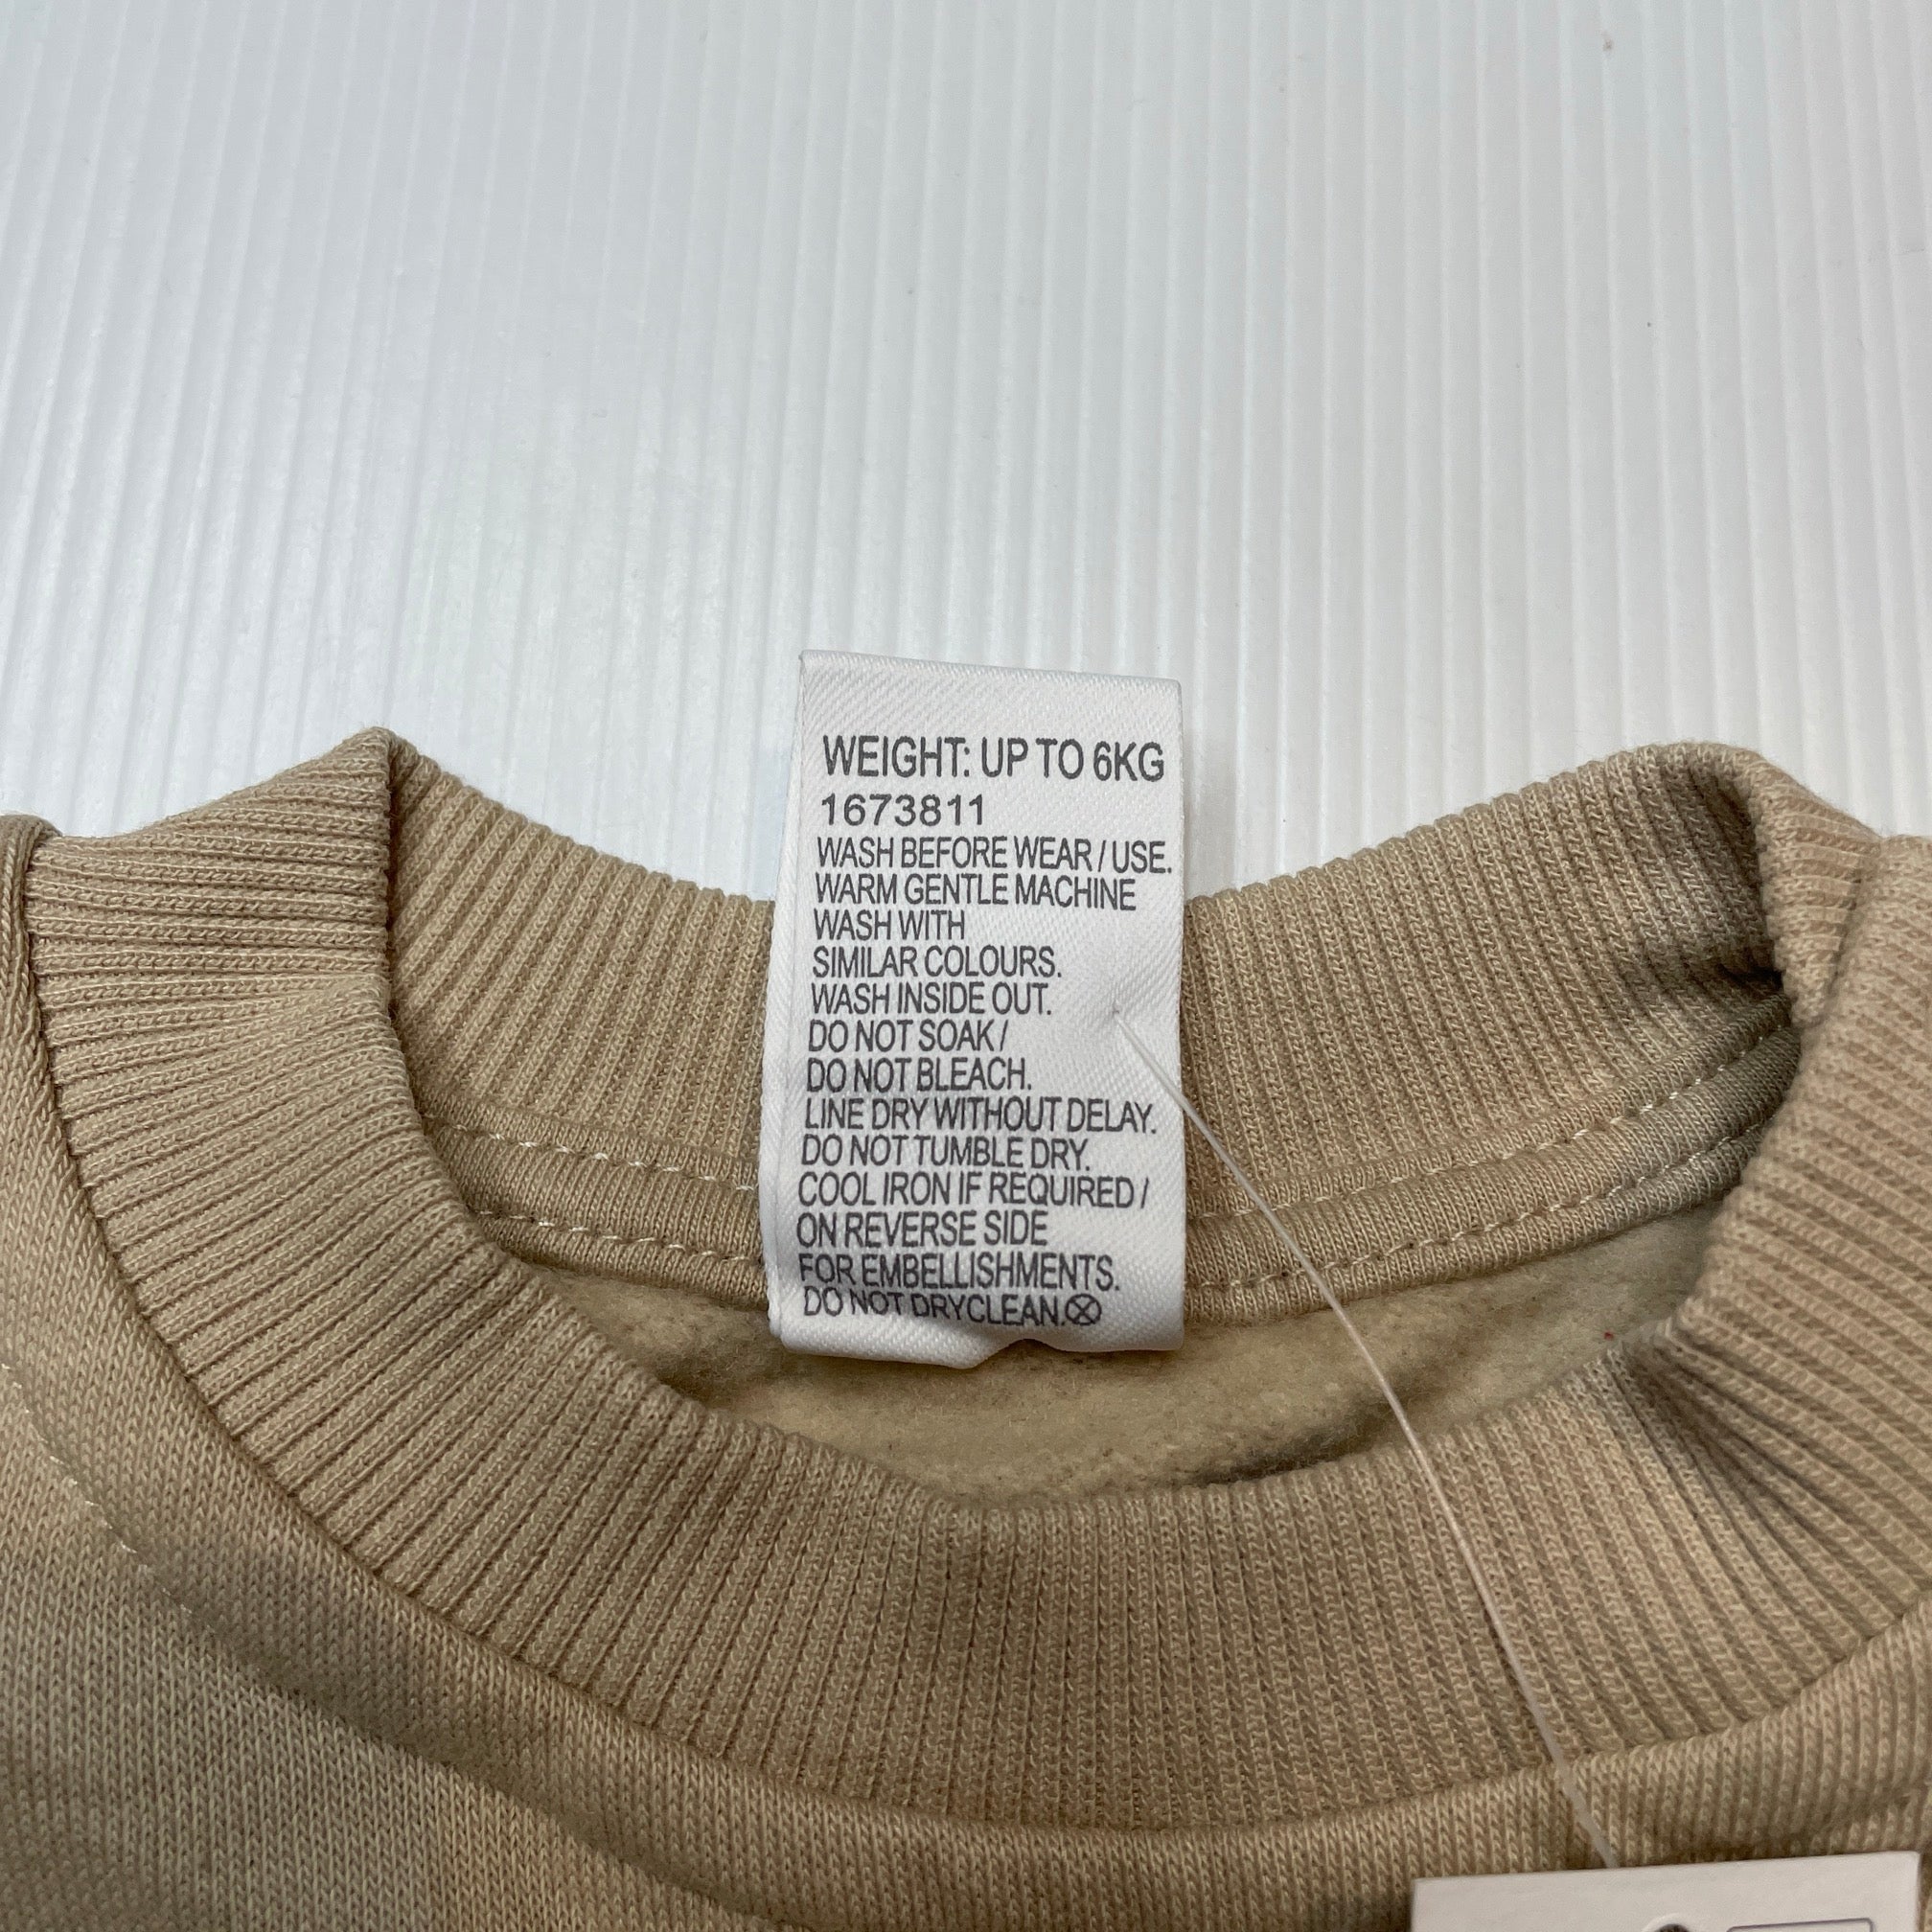 WEIGHT: UP TO 6KG
1673811
WASH BEFORE WEAR / USE.
WARM GENTLE MACHINE
WASH WITH
SIMILAR COLOURS.
WASH INSIDE OUT.
DO NOT SOAK /
DO NOT BLEACH.
LINE DRY WITHOUT DELAY.
DO NOT TUMBLE DRY.
COOL IRON IF REQUIRED /
ON REVERSE SIDE
FOR EMBELLISHMENTS.
DO NOT DRYCLEAN.